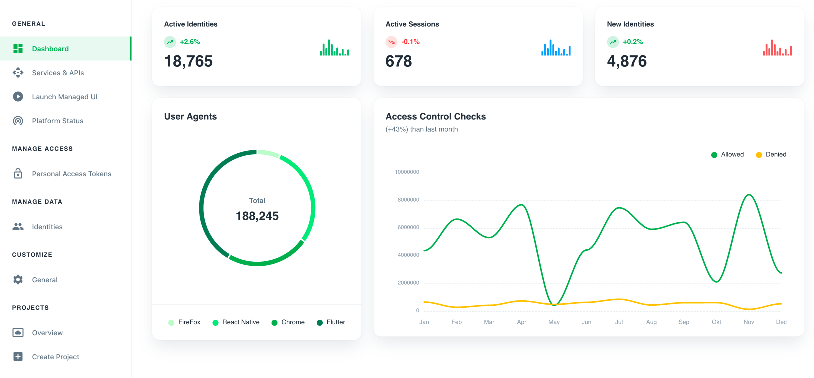 GENERAL
Dashboard
Services & APIs
Launch Managed UI
Platform Status
MANAGE ACCESS
Personal Access Tokens
MANAGE DATA
Identities
CUSTOMIZE
General
PROJECTS
Overview
Create Project
Active Identities
+2.6%
18,765
Active Sessions
-0.1%
678
New Identities
+0.2%
4,876
User Agents
Total
188,245
FireFox React Native Chrome Flutter
Access Control Checks
(+43%) than last month
Allowed Denied
10000000
8000000
6000000
4000000
2000000
0
Jan Feb Mar Apr May Jun Jul Aug Sep Okt Nov Dec